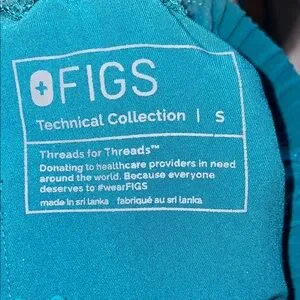 FIGS
Technical Collection | S
Threads for Threads™
Donating to healthcare providers in need
around the world. Because everyone
deserves to #wearFIGS
made in sri lanka fabriqué au sri lanka